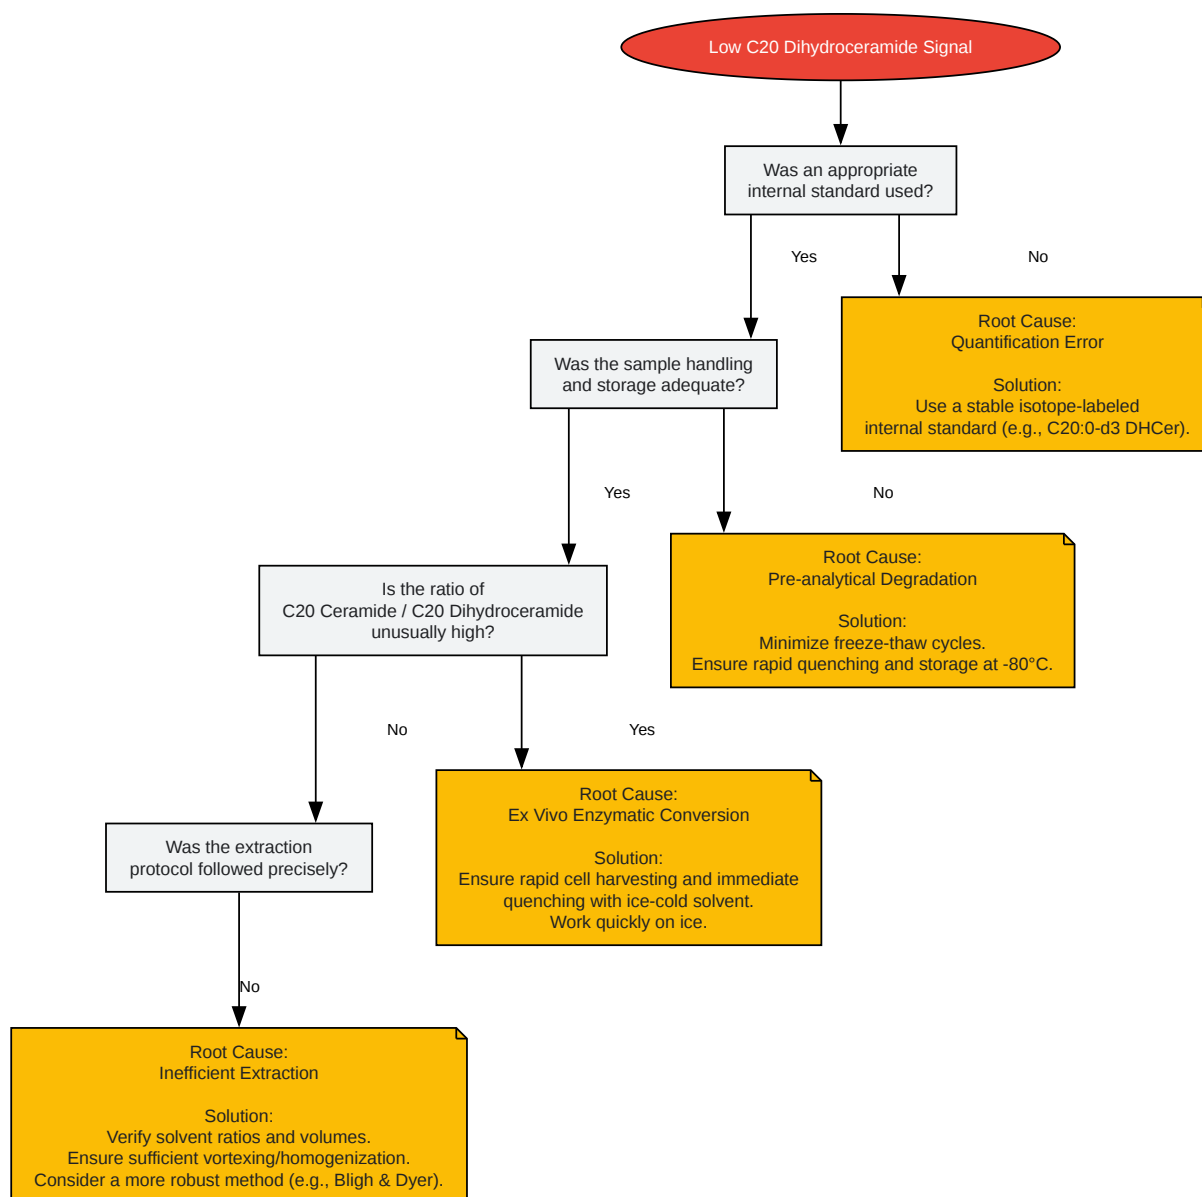 Low C20 Dihydroceramide Signal
Was an appropriate
internal standard used?
Yes
No
Root Cause:
Quantification Error
Solution:
Use a stable isotope-labeled
internal standard (e.g., C20:0-d3 DHCer).
Was the sample handling
and storage adequate?
Yes
No
Root Cause:
Pre-analytical Degradation
Solution:
Minimize freeze-thaw cycles.
Ensure rapid quenching and storage at -80°C.
Is the ratio of
C20 Ceramide / C20 Dihydroceramide
unusually high?
No
Yes
Root Cause:
Ex Vivo Enzymatic Conversion
Solution:
Ensure rapid cell harvesting and immediate
quenching with ice-cold solvent.
Work quickly on ice.
Was the extraction
protocol followed precisely?
No
Root Cause:
Inefficient Extraction
Solution:
Verify solvent ratios and volumes.
Ensure sufficient vortexing/homogenization.
Consider a more robust method (e.g., Bligh & Dyer).